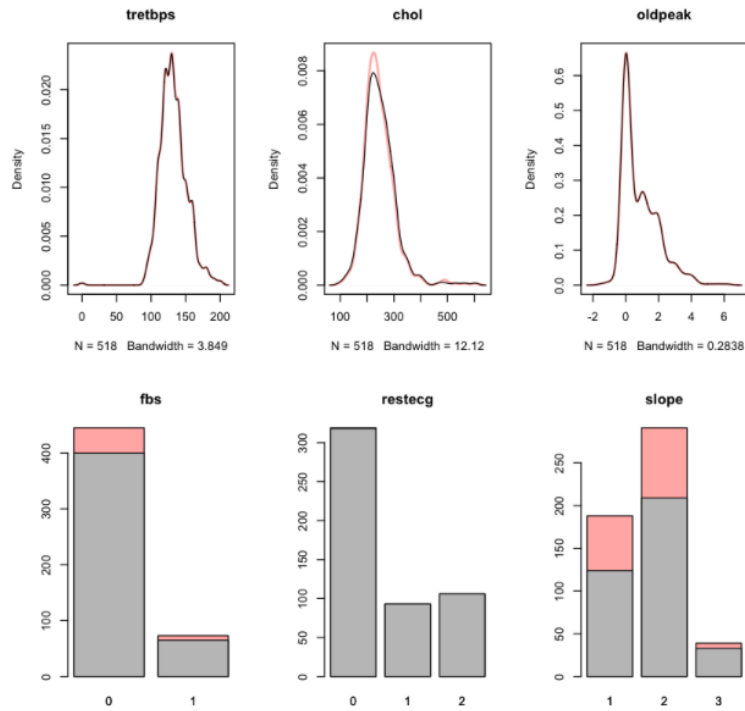 tretbps
chol
oldpeak
Density
0.000 0.005 0.010 0.015 0.020
0 50 100 150 200
N = 518 Bandwidth = 3.849
Density
0.000 0.002 0.004 0.006 0.008
100 300 500
N = 518 Bandwidth = 12.12
Density
0.0 0.1 0.2 0.3 0.4 0.5 0.6
-2 0 2 4 6
N = 518 Bandwidth = 0.2838
fbs
restecg
slope
0 100 200 300 400
0 1
0 50 100 150 200 250 300
0 1 2
0 50 100 150 200 250
1 2 3